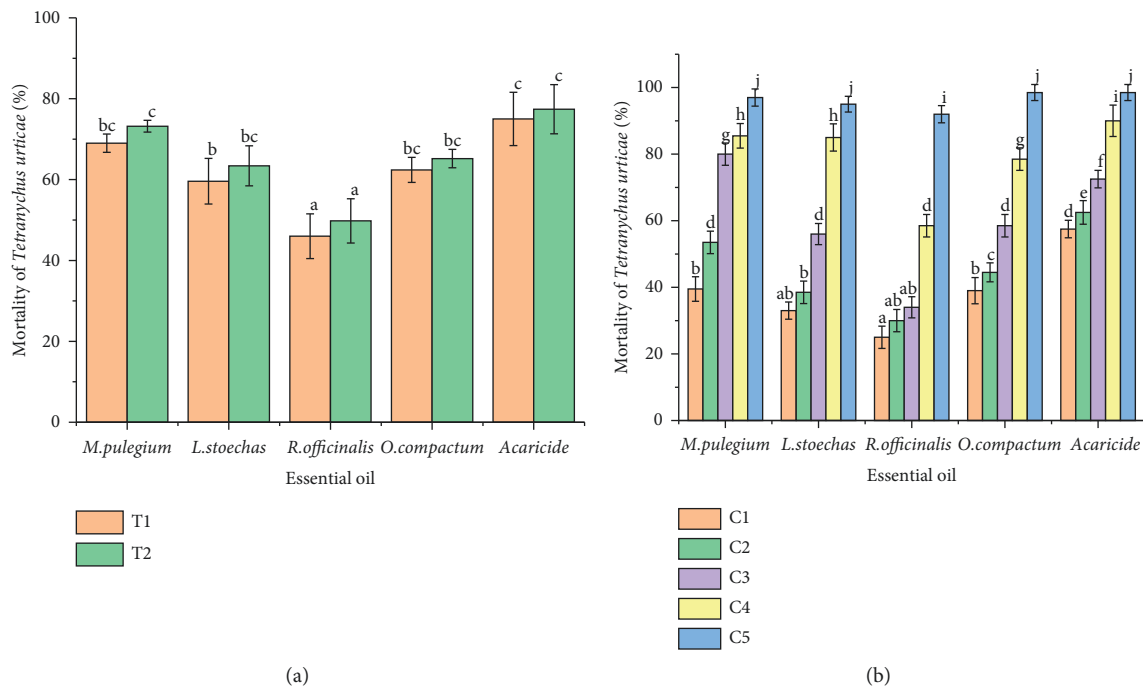 100
80
60
40
20
0
Mortality of Tetranychus urticae (%)
bc c b bc a a bc bc c c
M.pulegium L.stoechas R.officinalis O.compactum Acaricide
Essential oil
T1
T2
(a)
100
80
60
40
20
0
Mortality of Tetranychus urticae (%)
b d g h j ab b d h j a ab ab d i b c d g j d e f i j
M.pulegium L.stoechas R.officinalis O.compactum Acaricide
Essential oil
C1
C2
C3
C4
C5
(b)